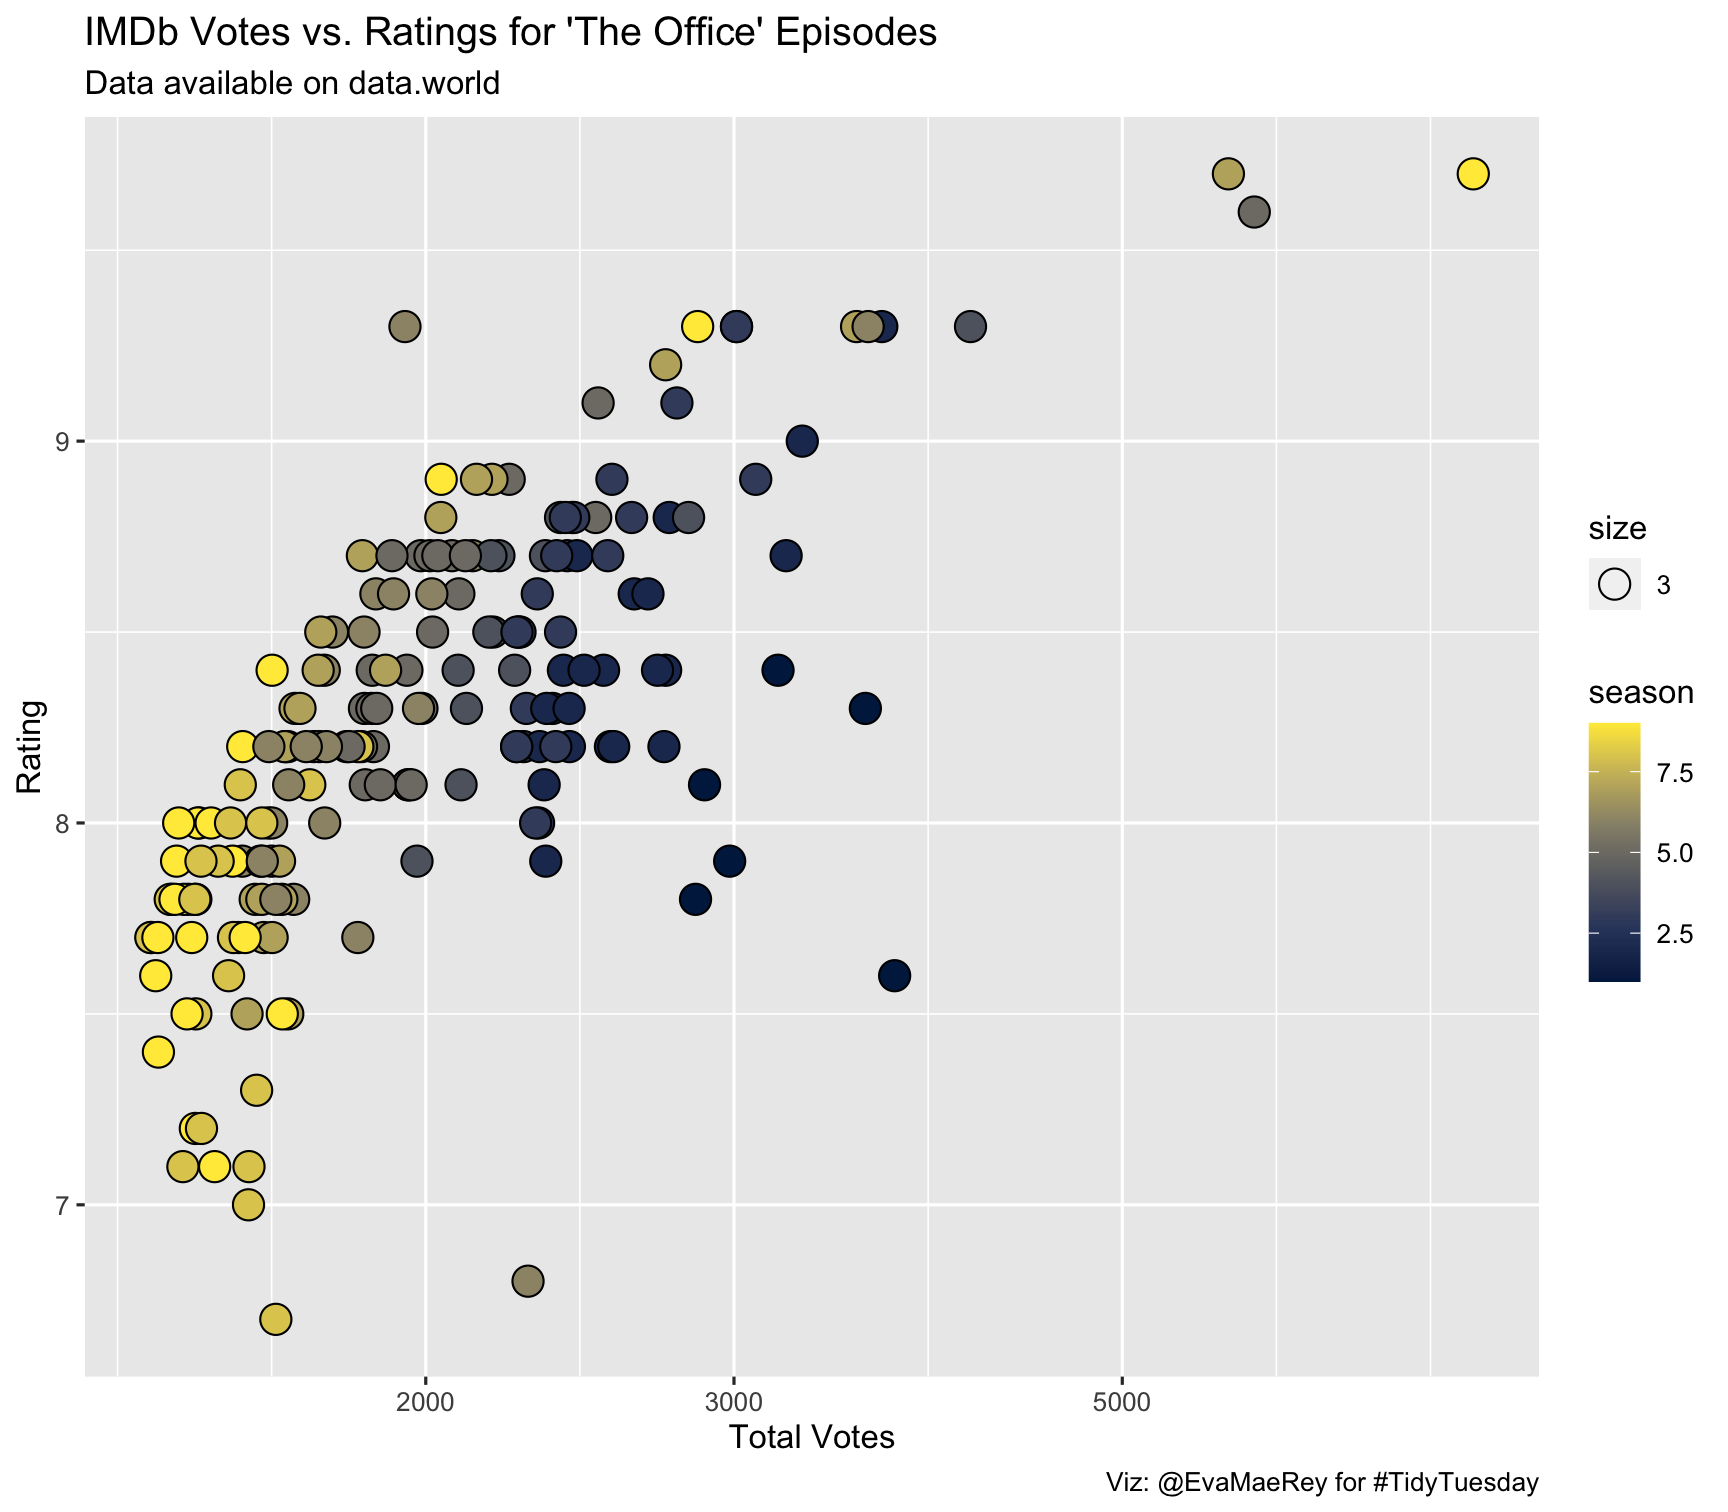 IMDb Votes vs. Ratings for 'The Office' Episodes
Data available on data.world
Rating
9
8
7
2000 3000 5000
Total Votes
size
3
season
7.5
5.0
2.5
Viz: @EvaMaeRey for #TidyTuesday